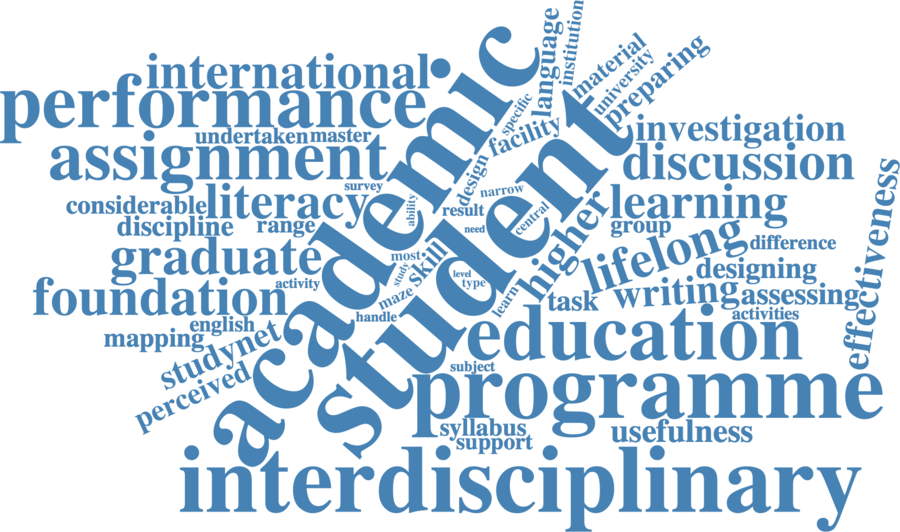 international
performance
undertaken
master
assignment
survey
considerable
literacy
discipline
range
graduate
foundation
activity
english
mapping
studynet
perceived
academic
student
ability
most
study
skill
maze
handle
level
type
learn
need
result
narrow
central
design
specific
facility
language
institution
material
university
preparing
investigation
discussion
higher
learning
group
lifelong
difference
designing
writing
assessing
task
activities
effectiveness
education
subject
programme
syllabus
support
usefulness
interdisciplinary